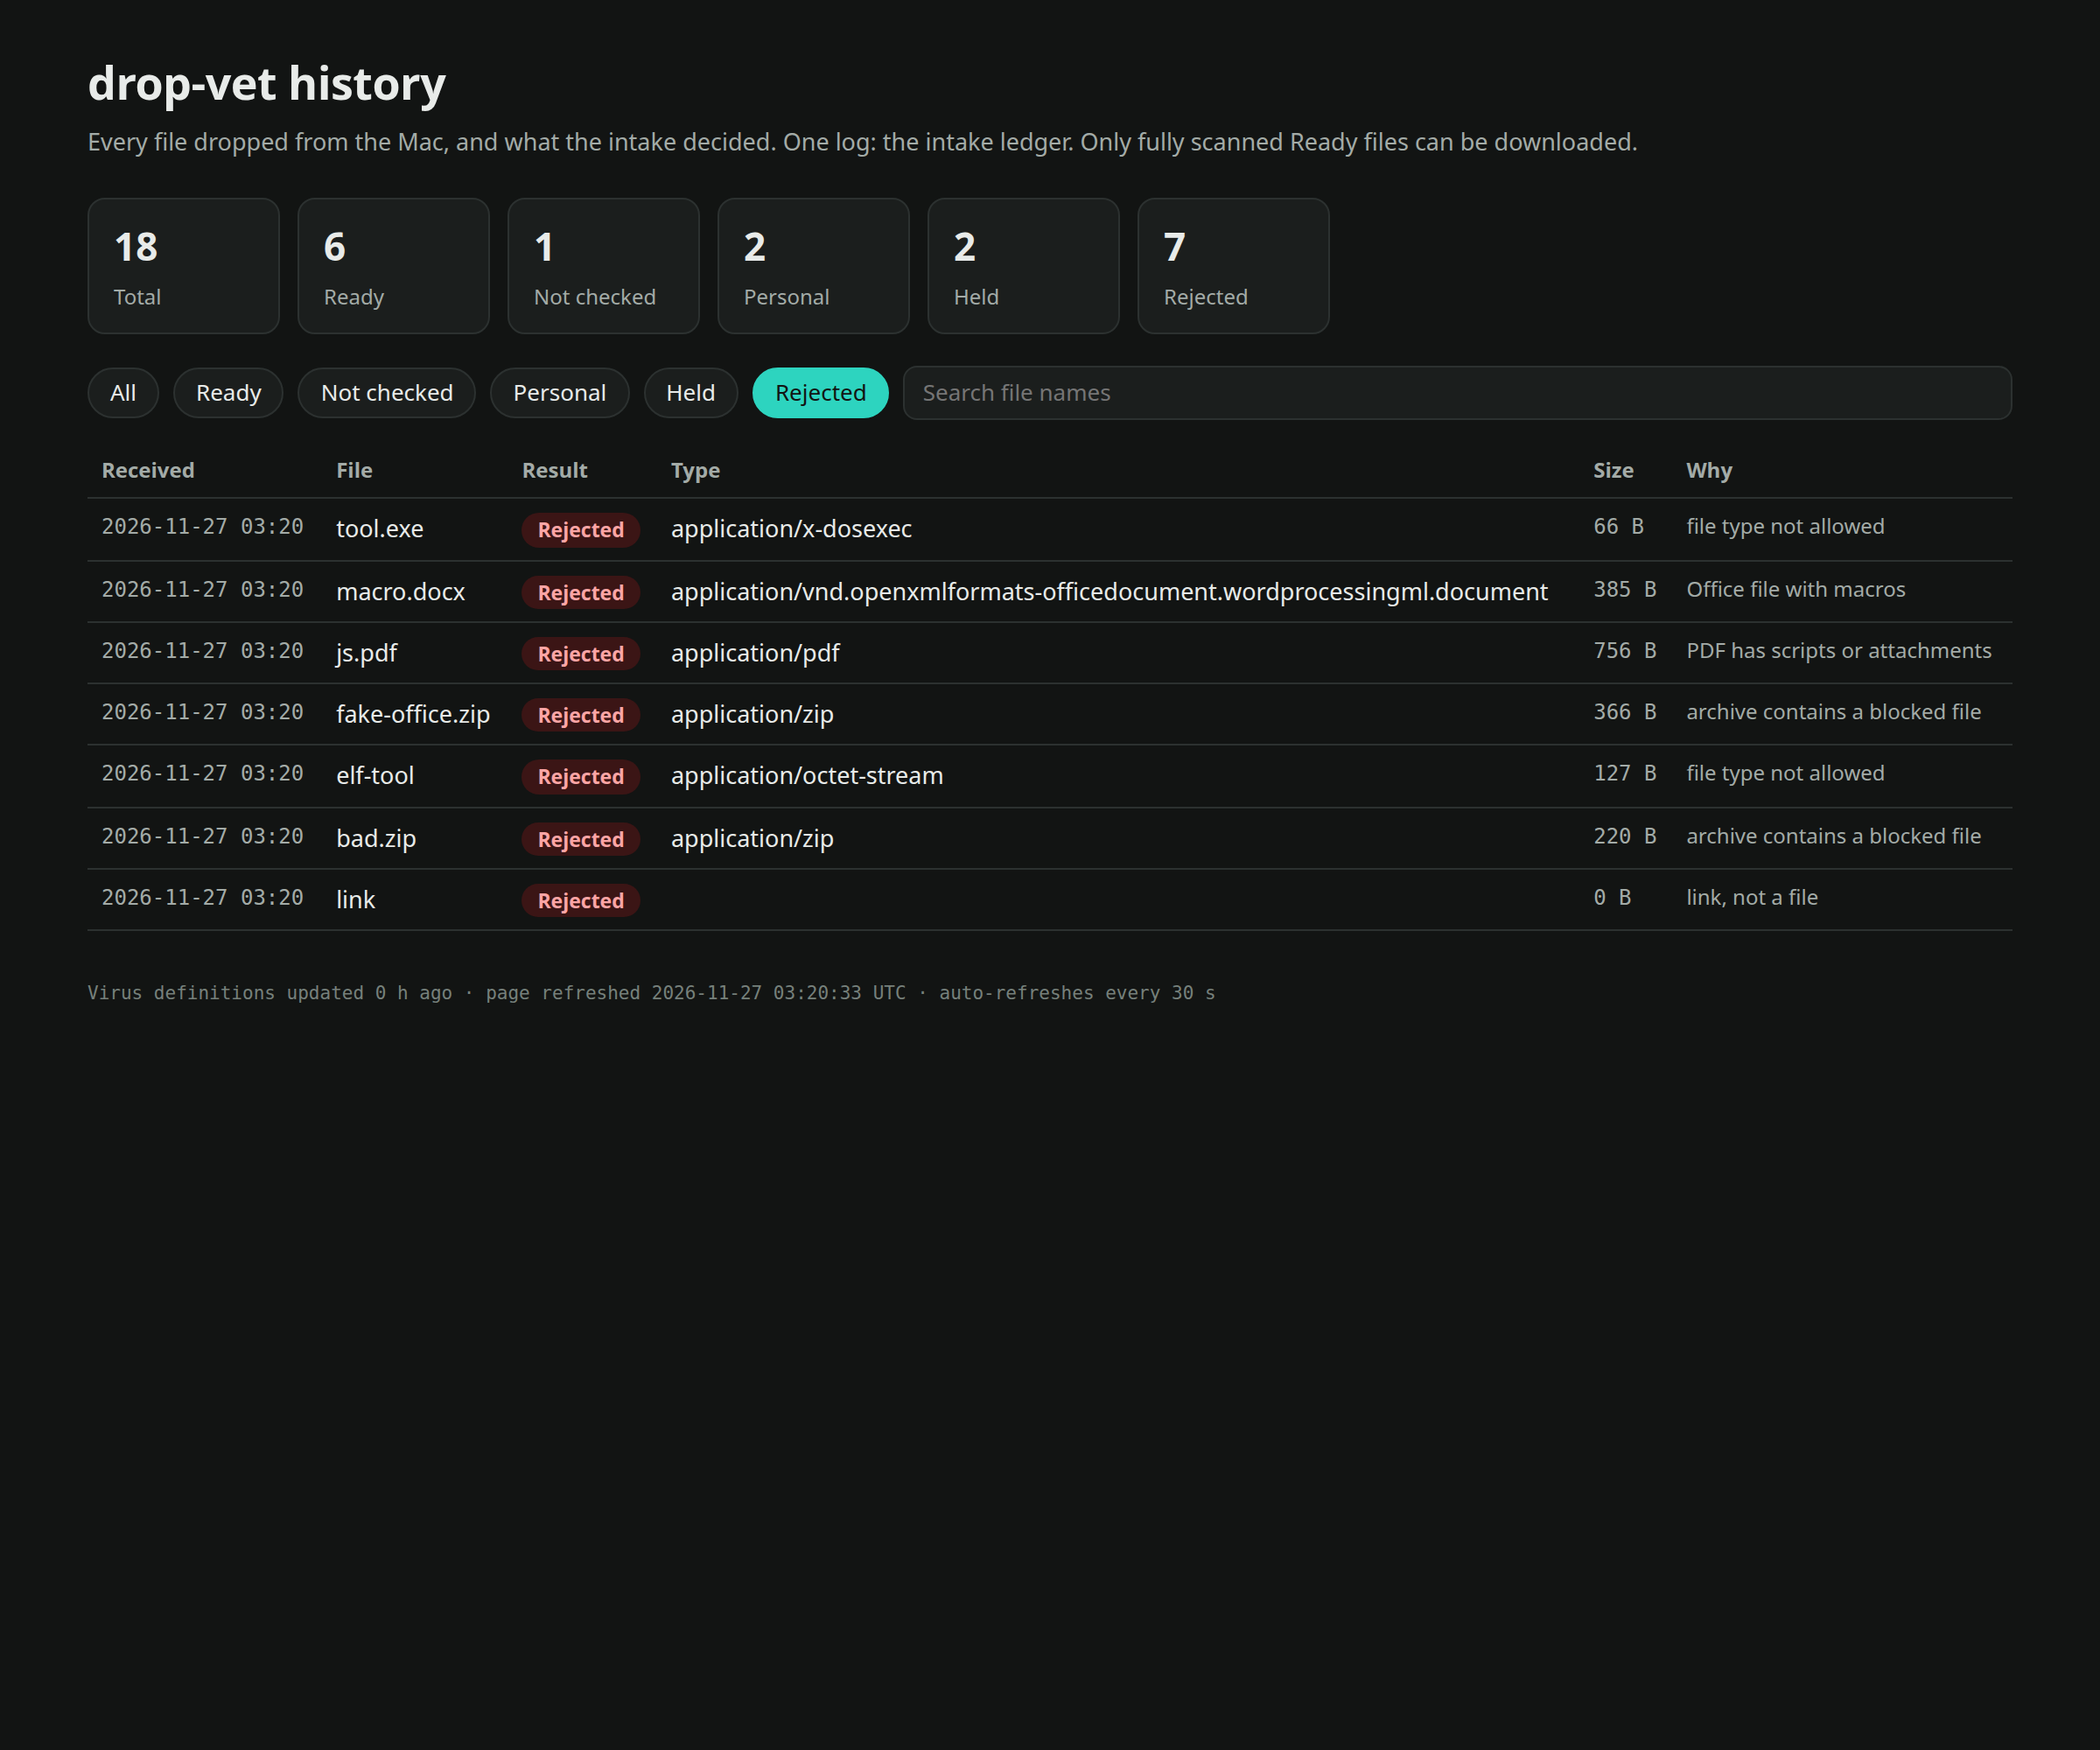 drop-vet history
Every file dropped from the Mac, and what the intake decided. One log: the intake ledger. Only fully scanned Ready files can be downloaded.
18 6 1 2 2 7
Total Ready Not checked Personal Held Rejected
All Ready Not checked Personal Held Rejected Search file names
Received File Result Type Size Why
2026-11-27 03:20 tool.exe Rejected application/x-dosexec 66 B file type not allowed
2026-11-27 03:20 macro.docx Rejected application/vnd.openxmlformats-officedocument.wordprocessingml.document 385 B Office file with macros
2026-11-27 03:20 js.pdf Rejected application/pdf 756 B PDF has scripts or attachments
2026-11-27 03:20 fake-office.zip Rejected application/zip 366 B archive contains a blocked file
2026-11-27 03:20 elf-tool Rejected application/octet-stream 127 B file type not allowed
2026-11-27 03:20 bad.zip Rejected application/zip 220 B archive contains a blocked file
2026-11-27 03:20 link Rejected 0 B link, not a file
Virus definitions updated 0 h ago · page refreshed 2026-11-27 03:20:33 UTC · auto-refreshes every 30 s